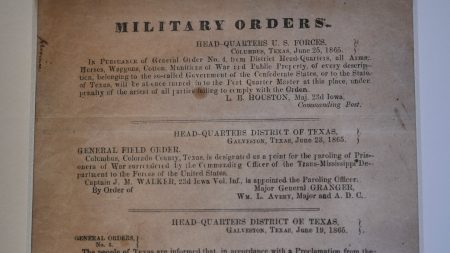 MILITARY ORDERS.
HEAD-QUARTERS U. S. FORCES,
COLUMBUS, TEXAS, June 25, 1865.
IN PURSUANCE of General Order No. 4, from District Head-Quarters, all Arms
Horses, Waggons, Cotton, Munitions of War and Public Property, of every descrip-
tion, belonging to the so-called Government of the Confederate States, or to the State
of Texas, will be at once turned in to the Port Quarter Master at this place, under
penalty of the arrest of all parties failing to comply with the Order.
L. B. HOUSTON, Maj. 23d Iowa.
Commanding Post.
HEAD-QUARTERS DISTRICT OF TEXAS,
GALVESTON, TEXAS, June 23, 1865.
GENERAL FIELD ORDER.
Columbus, Colorado County, Texas, is designated as a point for the paroling of Pris-
oners of War surrendered by the Commanding Officer of the Trans-Mississippi De-
partment to the Forces of the United States.
Captain J. M. WALKER, 23d Iowa Vol. Inf., is appointed the Paroling Officer.
By Order of Major General GRANGER,
WM. L. AVERY, Major and A. D. C.
HEAD-QUARTERS DISTRICT OF TEXAS,
GALVESTON, TEXAS, June 19, 1865.
GENERAL ORDERS,
No. 3.
The people of Texas are informed that, in accordance with a Proclamation from the